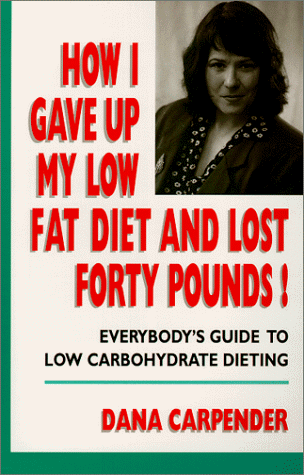 HOW I
GAVE UP
MY LOW
FAT DIET AND LOST
FORTY POUNDS!
EVERYBODY'S GUIDE TO
LOW CARBOHYDRATE DIETING
DANA CARPENDER